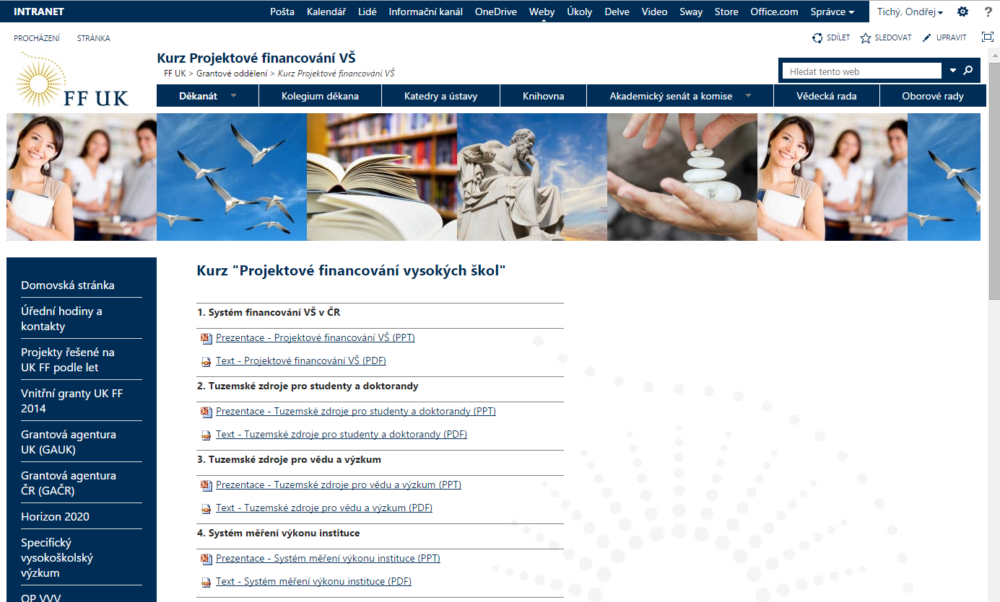 INTRANET
Pošta Kalendář Lidé Informační kanál OneDrive Weby Úkoly Delve Video Sway Store Office.com Správce Tichý, Ondřej ?
PROCHÁZENÍ STRÁNKA
SDÍLET SLEDOVAT UPRAVIT
FF UK
Kurz Projektové financování VŠ
FF UK > Grantové oddělení > Kurz Projektové financování VŠ
Hledat tento web
Děkanát Kolegium děkana Katedry a ústavy Knihovna Akademický senát a komise Vědecká rada Oborové rady
Domovská stránka
Úřední hodiny a
kontakty
Projekty řešené na
UK FF podle let
Vnitřní granty UK FF
2014
Grantová agentura
UK (GAUK)
Grantová agentura
ČR (GAČR)
Horizon 2020
Specifický
vysokoškolský
výzkum
OP VVV
Kurz "Projektové financování vysokých škol"
1. Systém financování VŠ v ČR
Prezentace - Projektové financování VŠ (PPT)
Text - Projektové financování VŠ (PDF)
2. Tuzemské zdroje pro studenty a doktorandy
Prezentace - Tuzemské zdroje pro studenty a doktorandy (PPT)
Text - Tuzemské zdroje pro studenty a doktorandy (PDF)
3. Tuzemské zdroje pro vědu a výzkum
Prezentace - Tuzemské zdroje pro vědu a výzkum (PPT)
Text - Tuzemské zdroje pro vědu a výzkum (PDF)
4. Systém měření výkonu instituce
Prezentace - Systém měření výkonu instituce (PPT)
Text - Systém měření výkonu instituce (PDF)